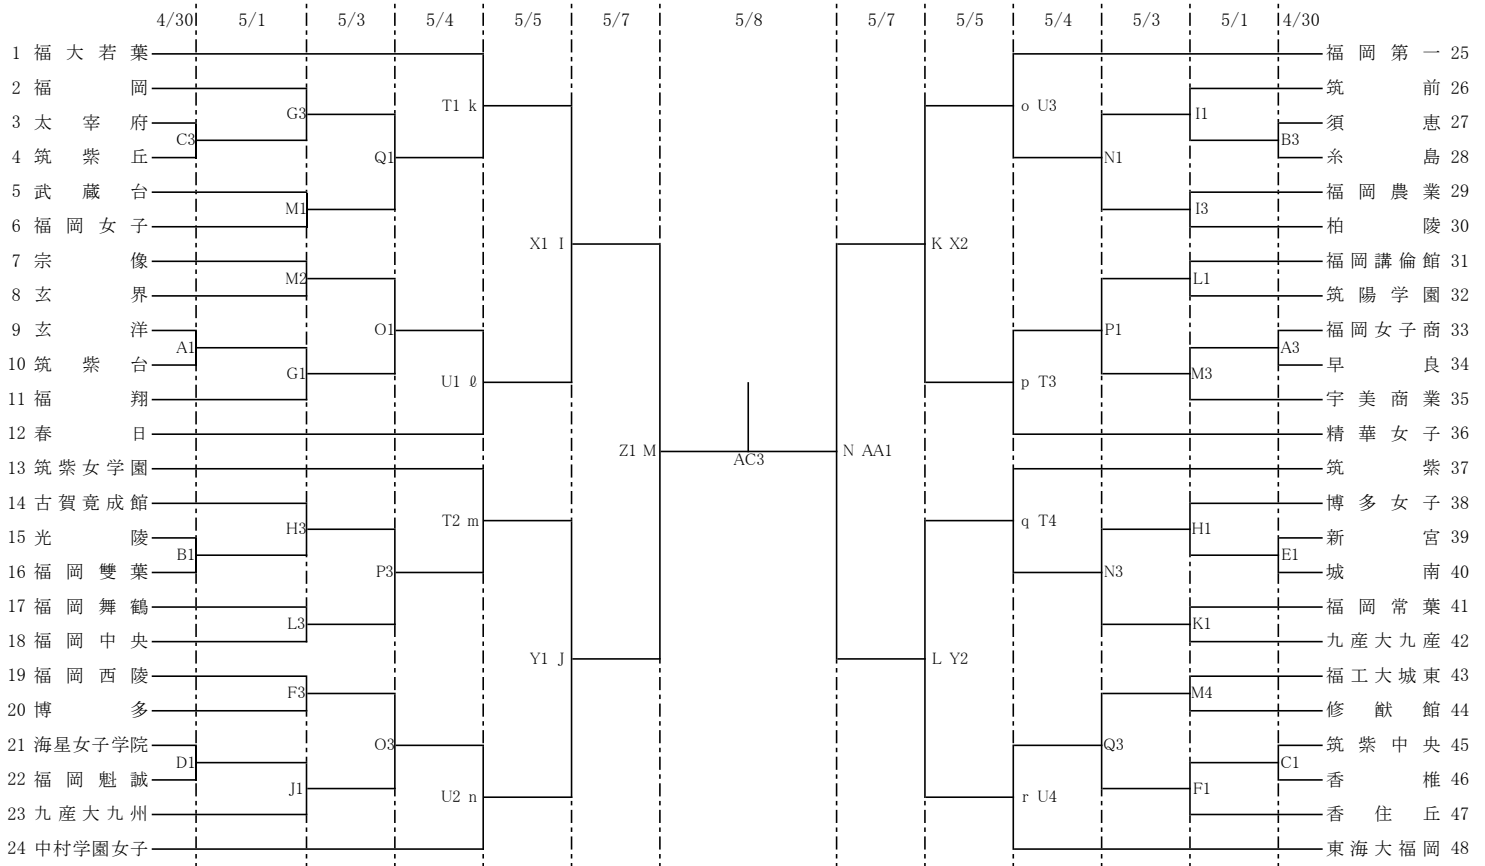 4/30 5/1 5/3 5/4 5/5 5/7 5/8 5/7 5/5 5/4 5/3 5/1 4/30
1 福大若葉 福岡第一 25
2 福岡 筑前 26
T1 k o U3
G3 I1
3 太宰府 須恵 27
C3 B3
4 筑紫丘 糸島 28
Q1 N1
5 武蔵台 福岡農業 29
M1 I3
6 福岡女子 柏陵 30
X1 I K X2
7 宗像 福岡講倫館 31
M2 L1
8 玄界 筑陽学園 32
9 玄洋 福岡女子商 33
O1 P1
A1 A3
10 筑紫台 早良 34
G1 M3
U1 ℓ p T3
11 福翔 宇美商業 35
12 春日 精華女子 36
Z1 M AC3 N AA1
13 筑紫女学園 筑紫 37
14 古賀竟成館 博多女子 38
T2 m q T4
H3 H1
15 光陵 新宮 39
B1 E1
16 福岡雙葉 城南 40
P3 N3
17 福岡舞鶴 福岡常葉 41
L3 K1
18 福岡中央 九産大九産 42
Y1 J L Y2
19 福岡西陵 福工大城東 43
F3 M4
20 博多 修猷館 44
21 海星女子学院 筑紫中央 45
O3 Q3
D1 C1
22 福岡魁誠 香椎 46
J1 F1
U2 n r U4
23 九産大九州 香住丘 47
24 中村学園女子 東海大福岡 48